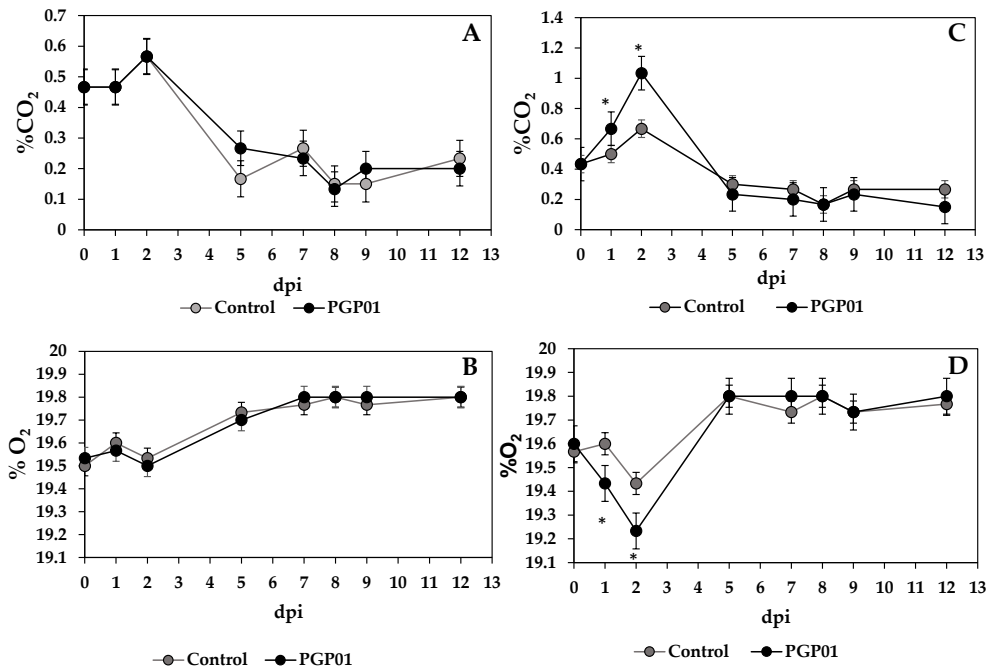 A
0.7
0.6
0.5
0.4
0.3
0.2
0.1
0
%CO2
0 1 2 3 4 5 6 7 8 9 10 11 12 13
dpi
Control PGP01
C
1.4
1.2
1
0.8
0.6
0.4
0.2
0
%CO2
* *
0 1 2 3 4 5 6 7 8 9 10 11 12 13
dpi
Control PGP01
B
20
19.9
19.8
19.7
19.6
19.5
19.4
19.3
19.2
19.1
% O2
0 1 2 3 4 5 6 7 8 9 10 11 12 13
dpi
Control PGP01
D
20
19.9
19.8
19.7
19.6
19.5
19.4
19.3
19.2
19.1
%O2
* *
0 1 2 3 4 5 6 7 8 9 10 11 12 13
dpi
Control PGP01